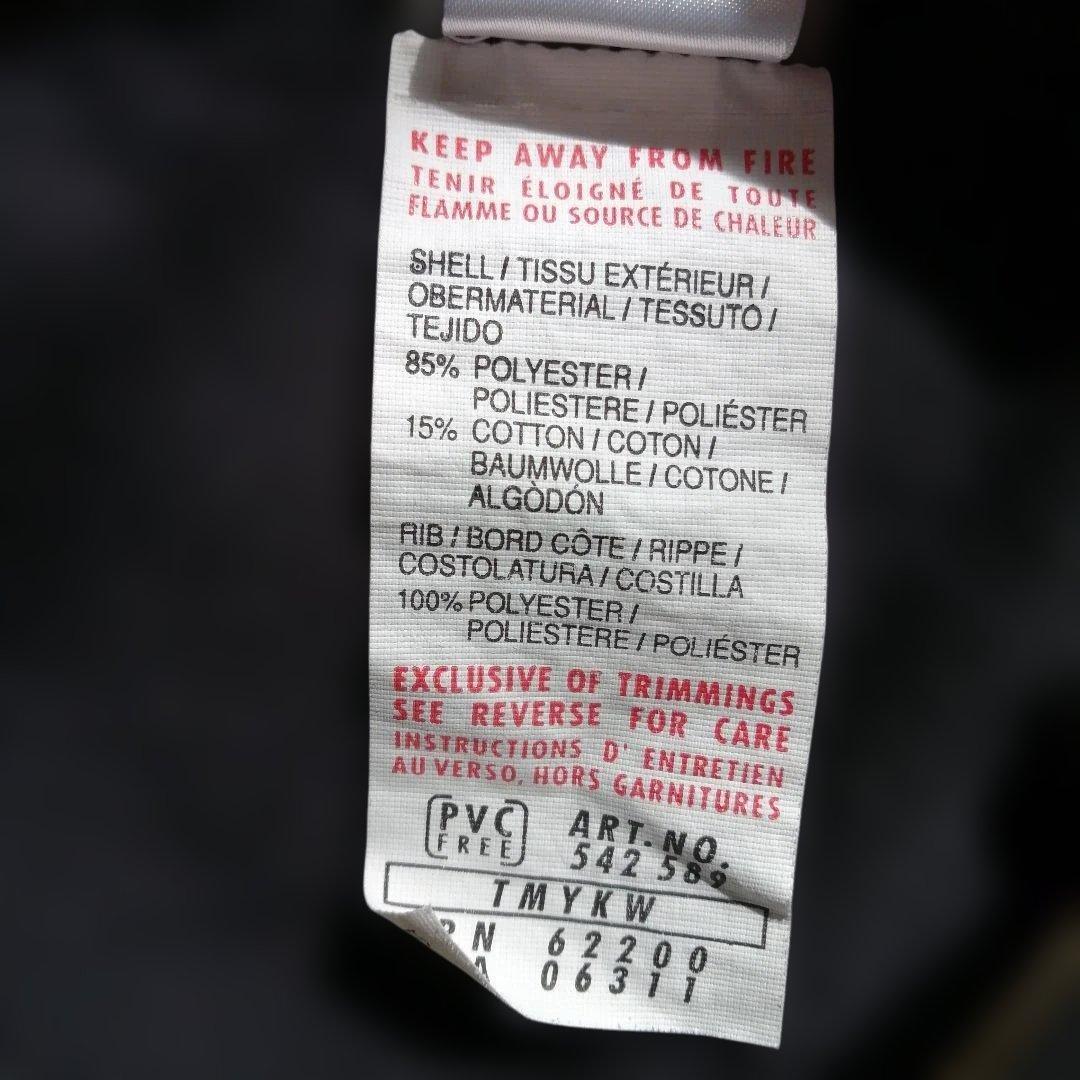 KEEP AWAY FROM FIRE
TENIR ÉLOIGNÉ DE TOUTE
FLAMME OU SOURCE DE CHALEUR
SHELL / TISSU EXTÉRIEUR /
OBERMATERIAL / TESSUTO /
TEJIDO
85% POLYESTER /
POLIESTERE / POLIÉSTER
15% COTTON / COTON /
BAUMWOLLE / COTONE /
ALGÒDÓN
RIB / BORD CÔTE / RIPPE /
COSTOLATURA / COSTILLA
100% POLYESTER /
POLIESTERE / POLIÉSTER
EXCLUSIVE OF TRIMMINGS
SEE REVERSE FOR CARE
INSTRUCTIONS D' ENTRETIEN
AU VERSO, HORS GARNITURES
PVC
FREE
ART. NO.
542 589
TMYKW
N 62200
06311